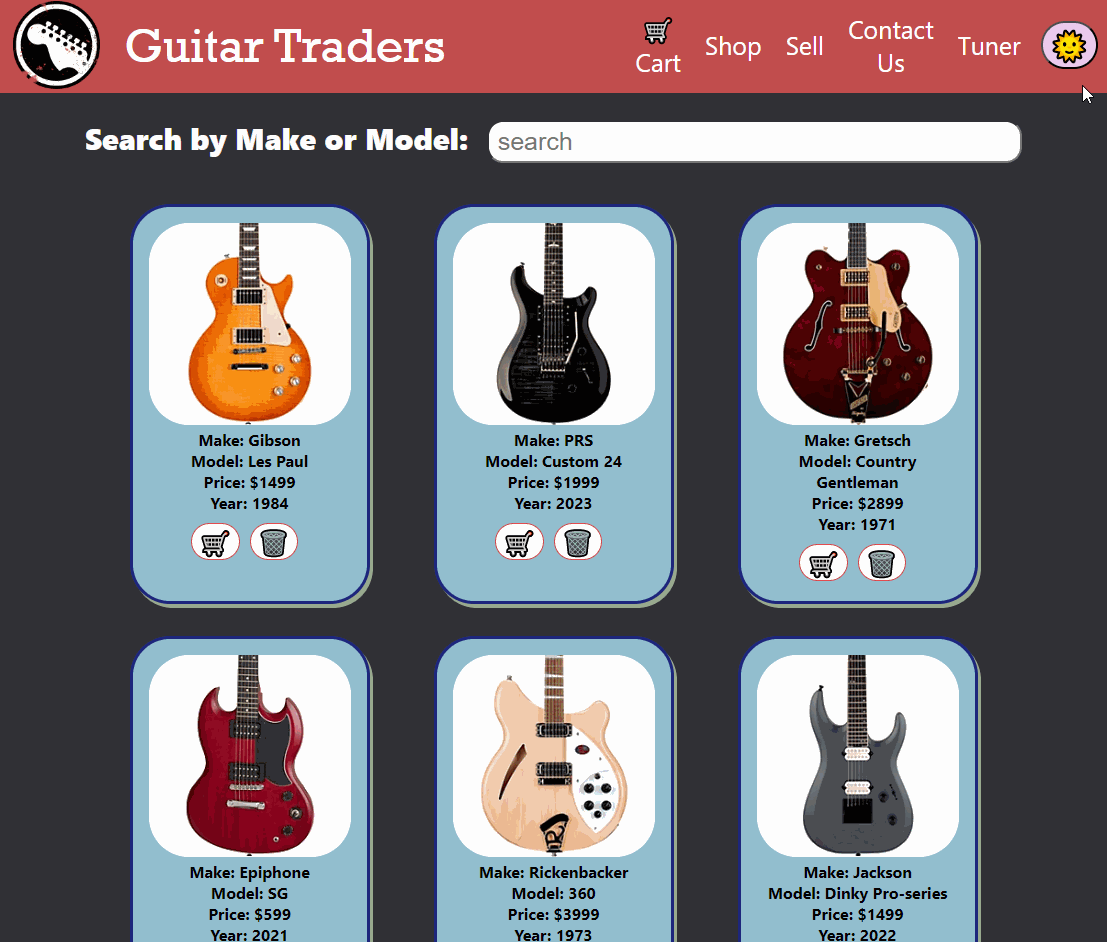 Guitar Traders
Cart
Shop
Sell
Contact
Us
Tuner
Search by Make or Model:
search
Make: Gibson
Model: Les Paul
Price: $1499
Year: 1984
Make: PRS
Model: Custom 24
Price: $1999
Year: 2023
Make: Gretsch
Model: Country
Gentleman
Price: $2899
Year: 1971
Make: Epiphone
Model: SG
Price: $599
Year: 2021
Make: Rickenbacker
Model: 360
Price: $3999
Year: 1973
Make: Jackson
Model: Dinky Pro-series
Price: $1499
Year: 2022